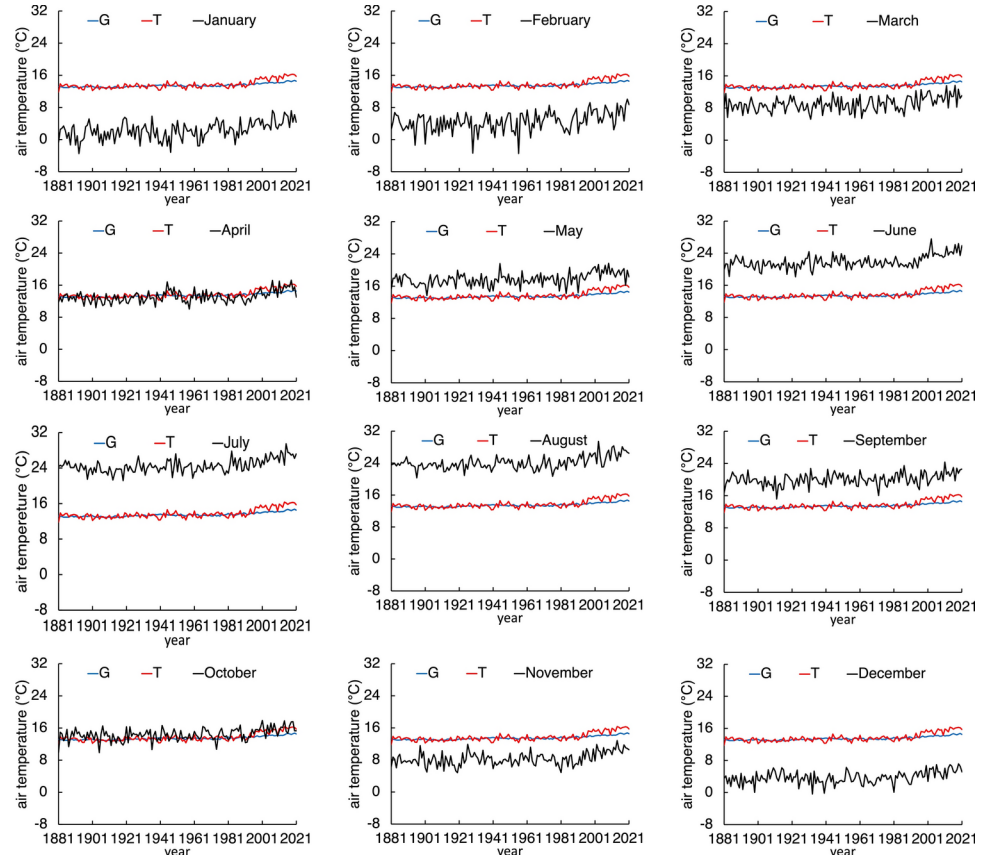 32 G T January
24
16
8
0
-8
air temperature (°C)
1881 1901 1921 1941 1961 1981 2001 2021
year
32 G T February
24
16
8
0
-8
air temperature (°C)
1881 1901 1921 1941 1961 1981 2001 2021
year
32 G T March
24
16
8
0
-8
air temperature (°C)
1881 1901 1921 1941 1961 1981 2001 2021
year
32 G T April
24
16
8
0
-8
air temperature (°C)
1881 1901 1921 1941 1961 1981 2001 2021
year
32 G T May
24
16
8
0
-8
air temperature (°C)
1881 1901 1921 1941 1961 1981 2001 2021
year
32 G T June
24
16
8
0
-8
air temperature (°C)
1881 1901 1921 1941 1961 1981 2001 2021
year
32 G T July
24
16
8
0
-8
air tempereture (°C)
1881 1901 1921 1941 1961 1981 2001 2021
year
32 G T August
24
16
8
0
-8
air temperature (°C)
1881 1901 1921 1941 1961 1981 2001 2021
year
32 G T September
24
16
8
0
-8
air temperature (°C)
1881 1901 1921 1941 1961 1981 2001 2021
year
32 G T October
24
16
8
0
-8
air temperature (°C)
1881 1901 1921 1941 1961 1981 2001 2021
year
32 G T November
24
16
8
0
-8
air temperature (°C)
1881 1901 1921 1941 1961 1981 2001 2021
year
32 G T December
24
16
8
0
-8
air temperature (°C)
1881 1901 1921 1941 1961 1981 2001 2021
year